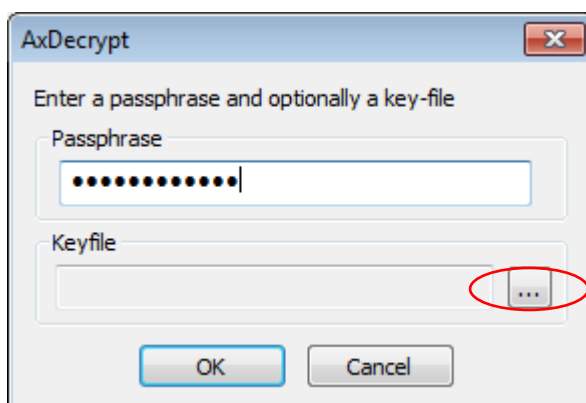 AxDecrypt
Enter a passphrase and optionally a key-file
Passphrase
●●●●●●●●●●●●
Keyfile
...
OK Cancel